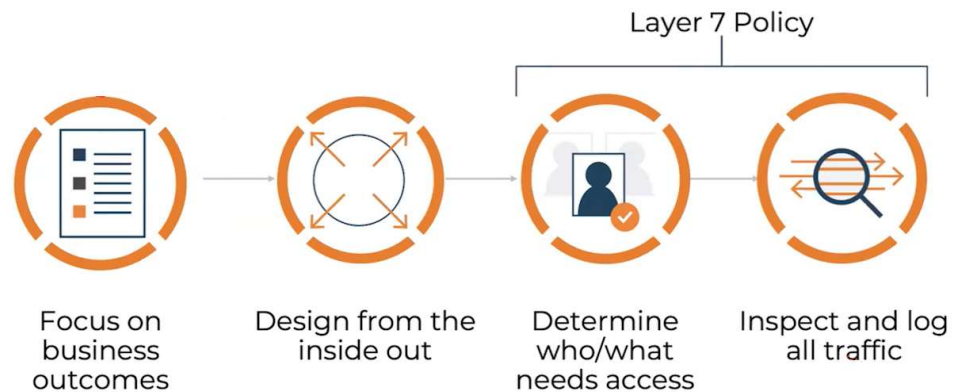 Layer 7 Policy
Focus on
business
outcomes
Design from the
inside out
Determine
who/what
needs access
Inspect and log
all traffic